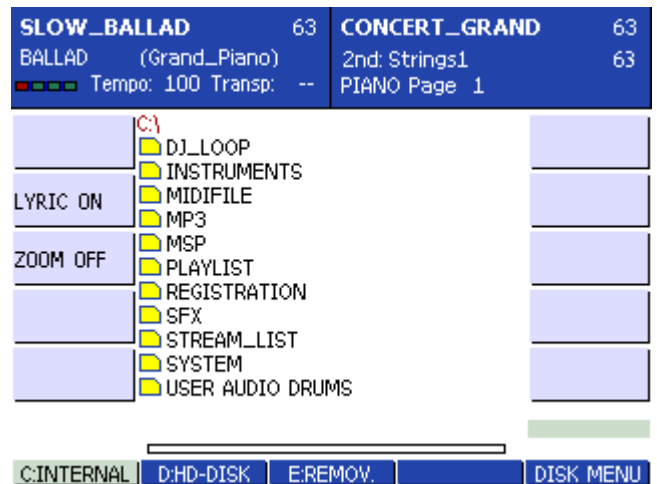 SLOW_BALLAD 63 CONCERT_GRAND 63
BALLAD (Grand_Piano) 2nd: Strings1 63
Tempo: 100 Transp: -- PIANO Page 1
C:\
DJ_LOOP
INSTRUMENTS
LYRIC ON
MIDIFILE
MP3
MSP
ZOOM OFF
PLAYLIST
REGISTRATION
SFX
STREAM_LIST
SYSTEM
USER AUDIO DRUMS
C:INTERNAL D:HD-DISK E:REMOV. DISK MENU